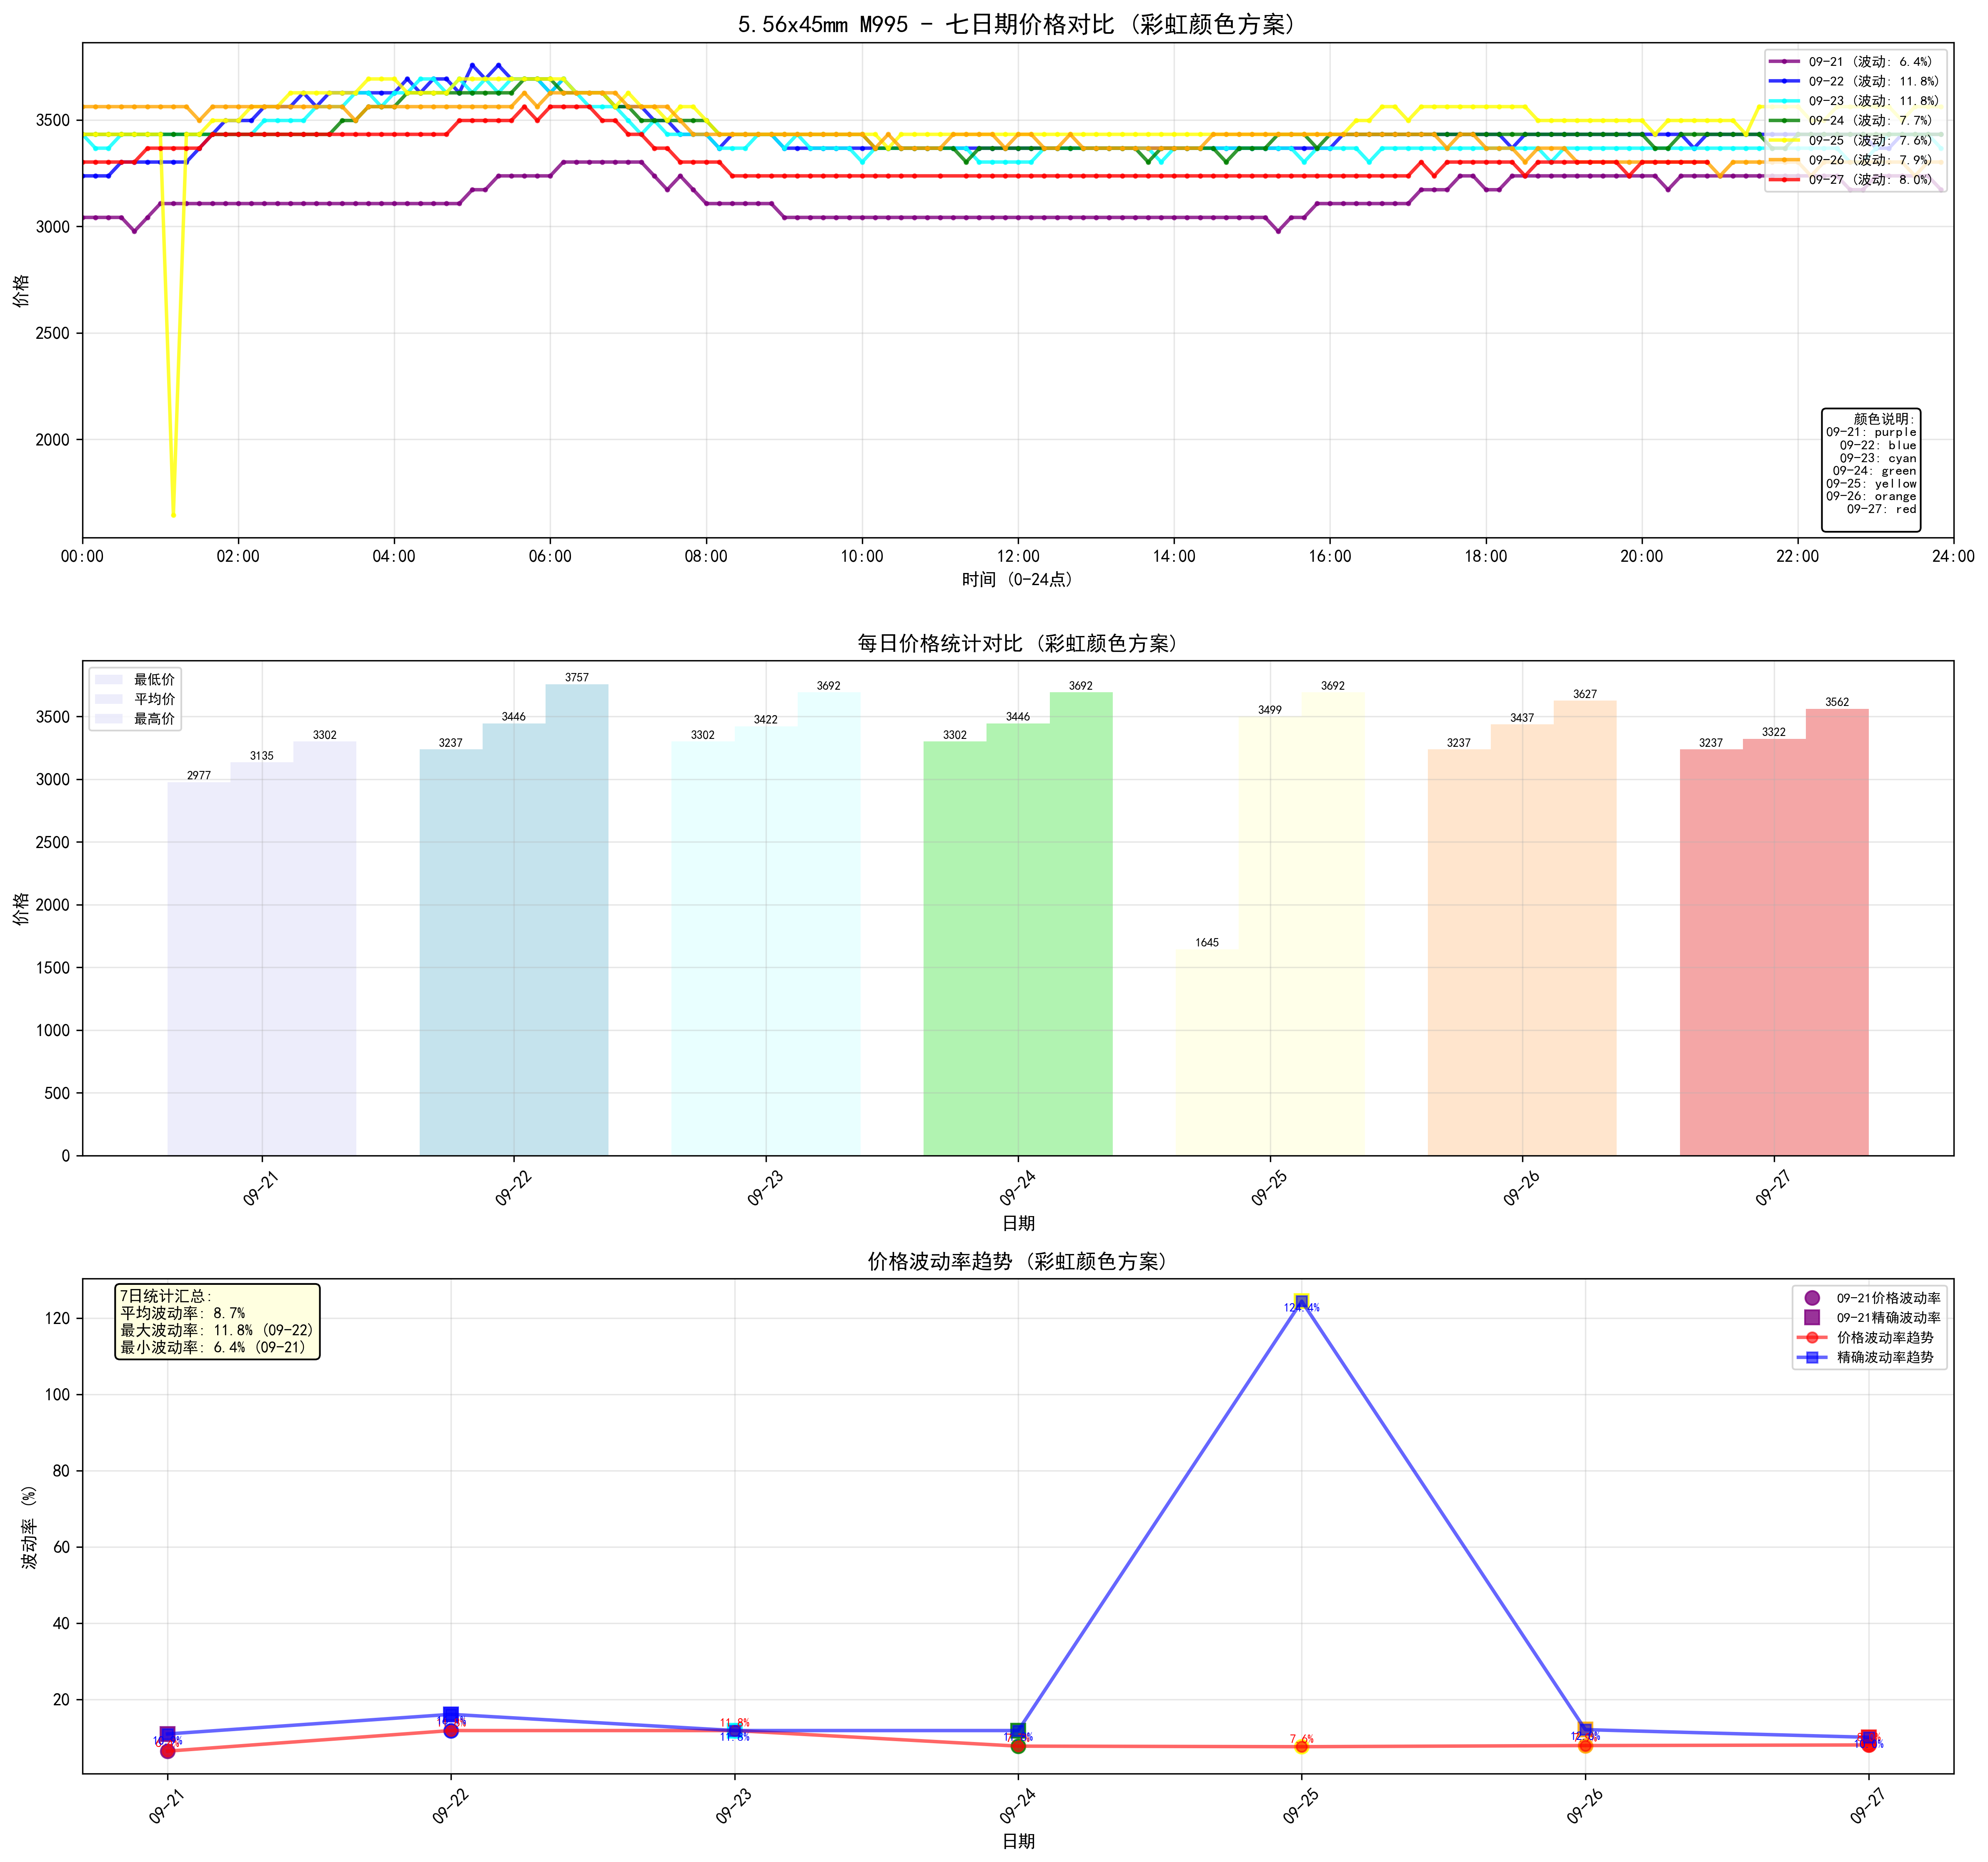 5.56x45mm M995 - 七日期价格对比 (彩虹颜色方案)
价格
3500
3000
2500
2000
00:00 02:00 04:00 06:00 08:00 10:00 12:00 14:00 16:00 18:00 20:00 22:00 24:00
时间 (0-24点)
09-21 (波动: 6.4%)
09-22 (波动: 11.8%)
09-23 (波动: 11.8%)
09-24 (波动: 7.7%)
09-25 (波动: 7.6%)
09-26 (波动: 7.9%)
09-27 (波动: 8.0%)
颜色说明:
09-21: purple
09-22: blue
09-23: cyan
09-24: green
09-25: yellow
09-26: orange
09-27: red
每日价格统计对比 (彩虹颜色方案)
价格
3500
3000
2500
2000
1500
1000
500
0
最低价
平均价
最高价
2977 3135 3302
3237 3446 3757
3302 3422 3692
3302 3446 3692
1645 3499 3692
3237 3437 3627
3237 3322 3562
09-21 09-22 09-23 09-24 09-25 09-26 09-27
日期
价格波动率趋势 (彩虹颜色方案)
波动率 (%)
120
100
80
60
40
20
7日统计汇总:
平均波动率: 8.7%
最大波动率: 11.8% (09-22)
最小波动率: 6.4% (09-21)
09-21价格波动率
09-21精确波动率
价格波动率趋势
精确波动率趋势
11.8%
11.8%
124.4%
7.6%
09-21 09-22 09-23 09-24 09-25 09-26 09-27
日期